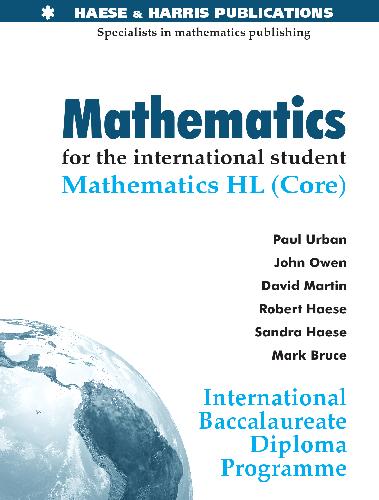 HAESE & HARRIS PUBLICATIONS
Specialists in mathematics publishing
Mathematics
for the international student
Mathematics HL (Core)
Paul Urban
John Owen
David Martin
Robert Haese
Sandra Haese
Mark Bruce
International
Baccalaureate
Diploma
Programme